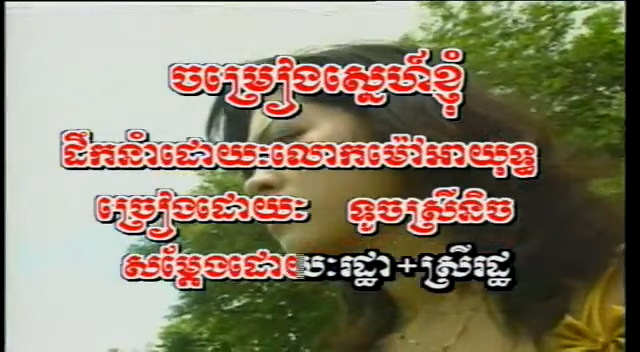 ចម្រៀងស្នេហ៍ខ្ញុំ
ដឹកនាំដោយៈលោកម៉ៅអាយុទ្ធ
ច្រៀងដោយៈ ទូចស្រីនិច
សម្ដែងដោយៈរដ្ឋា+ស្រីរដ្ឋ